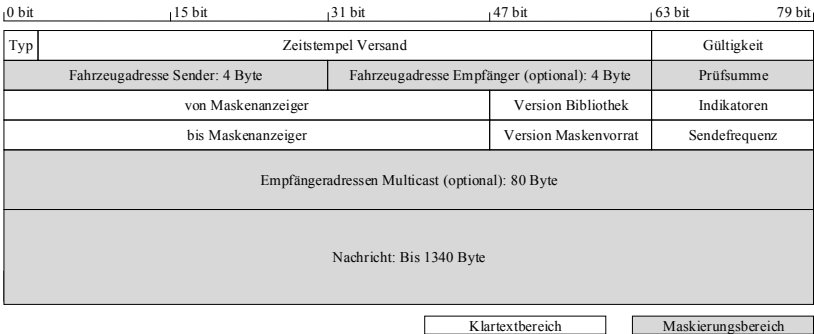 0 bit 15 bit 31 bit 47 bit 63 bit 79 bit
Typ Zeitstempel Versand Gültigkeit
Fahrzeugadresse Sender: 4 Byte Fahrzeugadresse Empfänger (optional): 4 Byte Prüfsumme
von Maskenanzeiger Version Bibliothek Indikatoren
bis Maskenanzeiger Version Maskenvorrat Sendefrequenz
Empfängeradressen Multicast (optional): 80 Byte
Nachricht: Bis 1340 Byte
Klartextbereich Maskierungsbereich